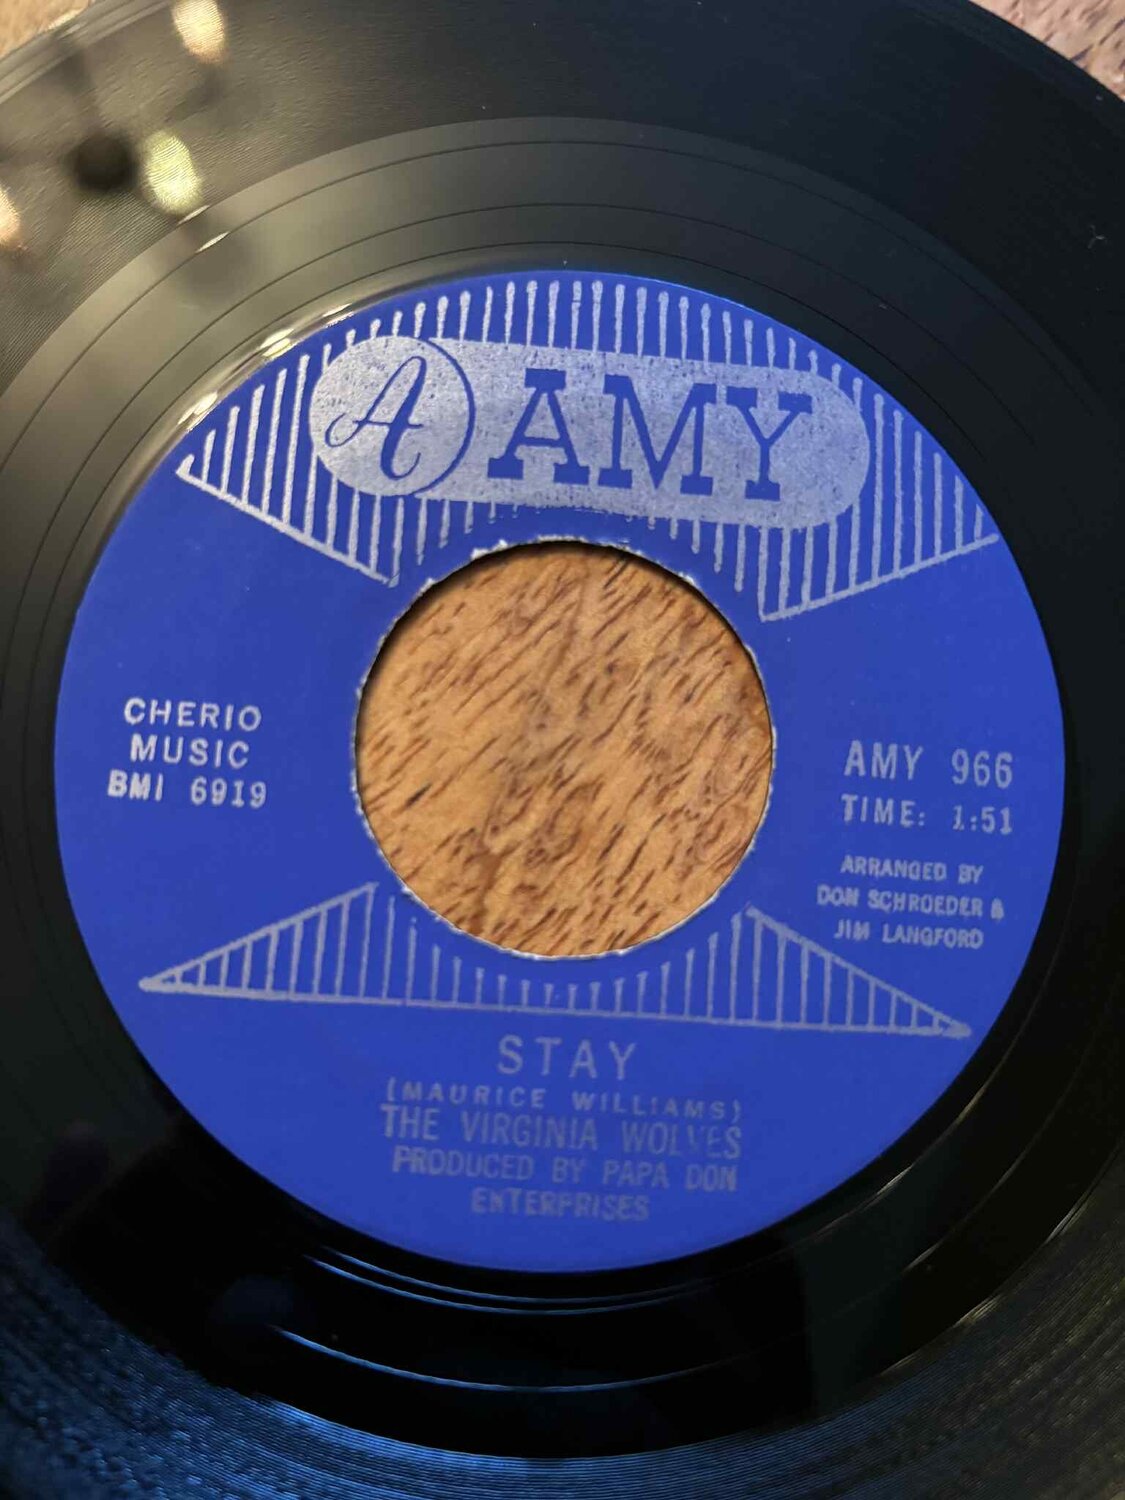 A AMY
CHERIO
MUSIC
BMI 6919
AMY 966
TIME: 1:51
ARRANGED BY
DON SCHROEDER &
JIM LANGFORD
STAY
(MAURICE WILLIAMS)
THE VIRGINIA WOLVES
PRODUCED BY PAPA DON
ENTERPRISES